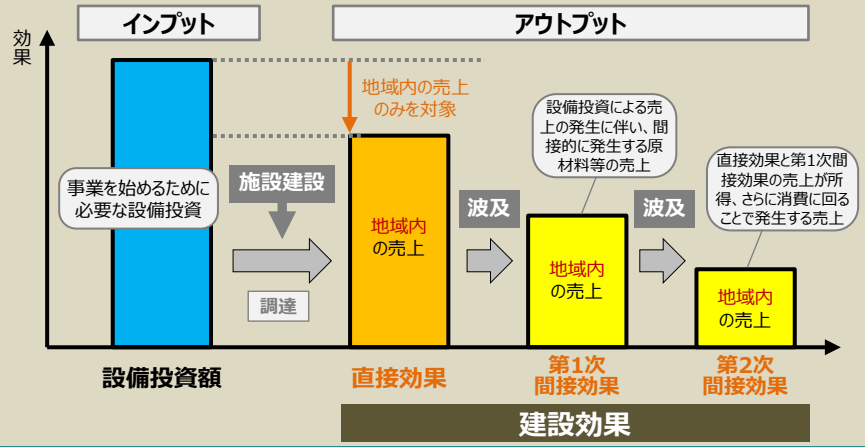 インプット
アウトプット
効果
地域内の売上
のみを対象
設備投資による売
上の発生に伴い、間
接的に発生する原
材料等の売上
直接効果と第1次間
接効果の売上が所
得、さらに消費に回る
ことで発生する売上
事業を始めるために
必要な設備投資
施設建設
調達
地域内
の売上
波及
地域内
の売上
波及
地域内
の売上
設備投資額
直接効果
第1次
間接効果
第2次
間接効果
建設効果